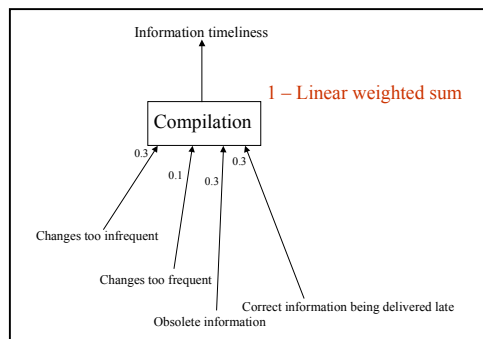 Information timeliness
1 – Linear weighted sum
Compilation
0.3
0.1
0.3
0.3
Changes too infrequent
Changes too frequent
Obsolete information
Correct information being delivered late